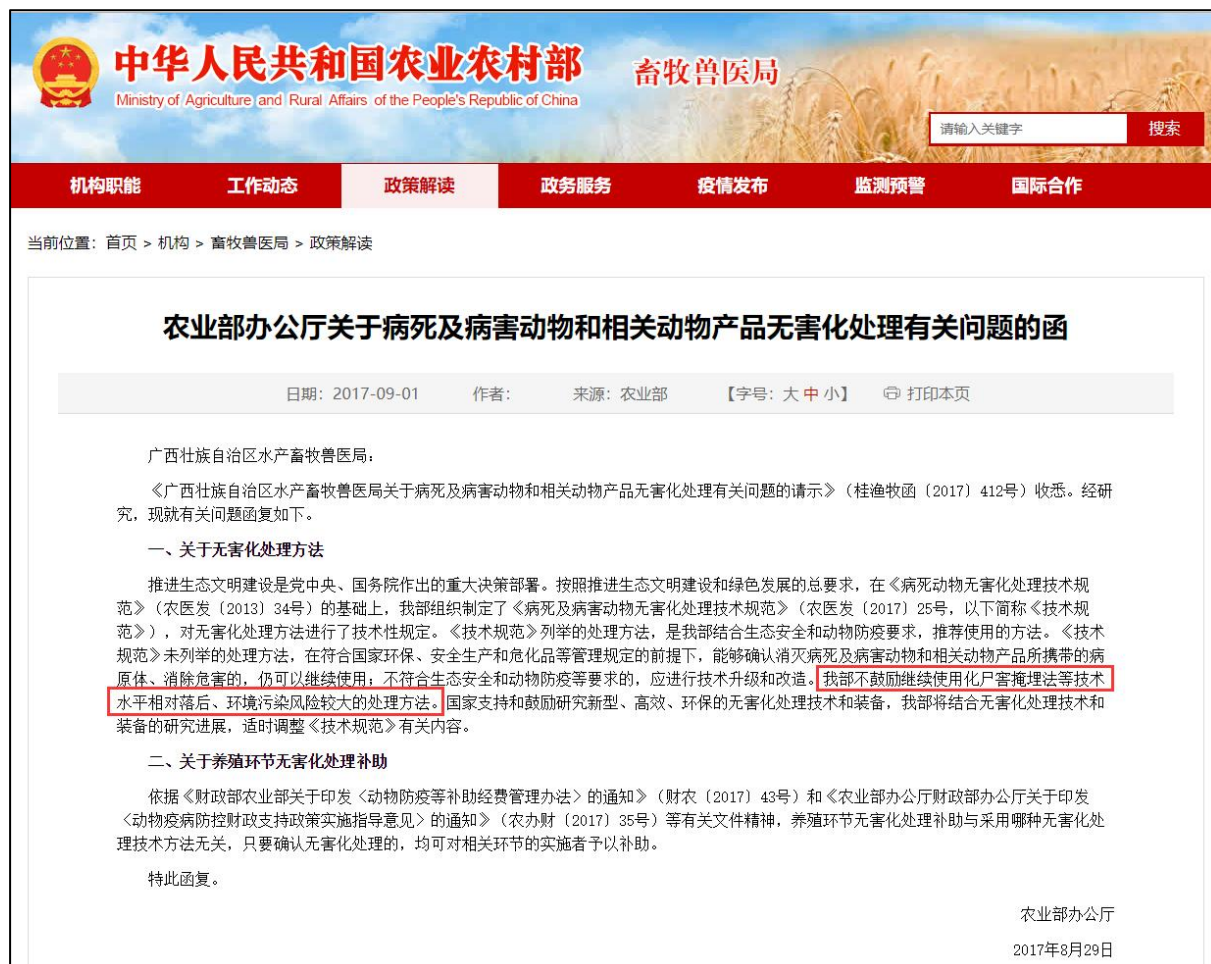 中华人民共和国农业农村部
畜牧兽医局
Ministry of Agriculture and Rural Affairs of the People's Republic of China
请输入关键字 搜索
机构职能 工作动态 政策解读 政务服务 疫情发布 监测预警 国际合作
当前位置：首页 > 机构 > 畜牧兽医局 > 政策解读
农业部办公厅关于病死及病害动物和相关动物产品无害化处理有关问题的函
日期：2017-09-01 作者： 来源：农业部 【字号：大 中 小】 打印本页
广西壮族自治区水产畜牧兽医局：
《广西壮族自治区水产畜牧兽医局关于病死及病害动物和相关动物产品无害化处理有关问题的请示》（桂渔牧函〔2017〕412号）收悉。经研
究，现就有关问题函复如下。
一、关于无害化处理方法
推进生态文明建设是党中央、国务院作出的重大决策部署。按照推进生态文明建设和绿色发展的总要求，在《病死动物无害化处理技术规
范》（农医发〔2013〕34号）的基础上，我部组织制定了《病死及病害动物无害化处理技术规范》（农医发〔2017〕25号，以下简称《技术规
范》），对无害化处理方法进行了技术性规定。《技术规范》列举的处理方法，是我部结合生态安全和动物防疫要求，推荐使用的方法。《技术
规范》未列举的处理方法，在符合国家环保、安全生产和危化品等管理规定的前提下，能够确认消灭病死及病害动物和相关动物产品所携带的病
原体、消除危害的，仍可以继续使用；不符合生态安全和动物防疫等要求的，应进行技术升级和改造。我部不鼓励继续使用化尸窖掩埋法等技术
水平相对落后、环境污染风险较大的处理方法。国家支持和鼓励研究新型、高效、环保的无害化处理技术和装备，我部将结合无害化处理技术和
装备的研究进展，适时调整《技术规范》有关内容。
二、关于养殖环节无害化处理补助
依据《财政部农业部关于印发〈动物防疫等补助经费管理办法〉的通知》（财农〔2017〕43号）和《农业部办公厅财政部办公厅关于印发
〈动物疫病防控财政支持政策实施指导意见〉的通知》（农办财〔2017〕35号）等有关文件精神，养殖环节无害化处理补助与采用哪种无害化处
理技术方法无关，只要确认无害化处理的，均可对相关环节的实施者予以补助。
特此函复。
农业部办公厅
2017年8月29日